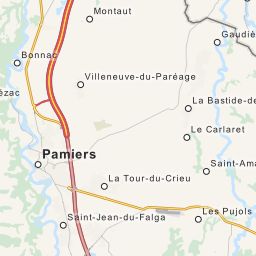 Montaut
Gaudiè
Bonnac
Villeneuve-du-Paréage
ézac
La Bastide-de
Le Carlaret
Pamiers
Saint-Ama
La Tour-du-Crieu
Saint-Jean-du-Falga
Les Pujols